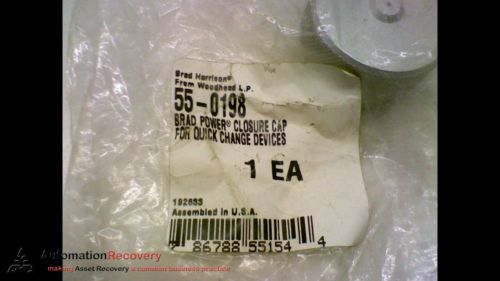 Brad Harrison®
From Woodhead L.P.
55-0198
BRAD POWER® CLOSURE CAP
FOR QUICK CHANGE DEVICES
1 EA
192633
Assembled in U.S.A.
86788 55154 4
AutomationRecovery
making Asset Recovery a common business practice